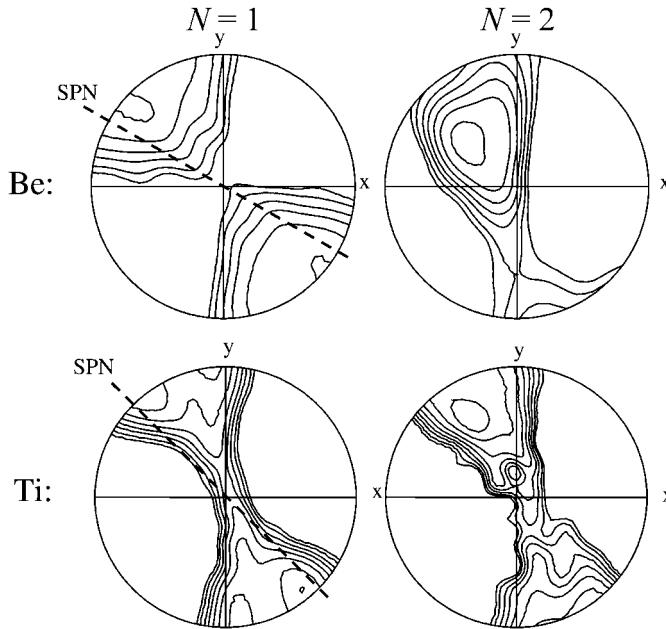 N = 1 N = 2
y y
SPN
Be: x x
y y
SPN
Ti: x x